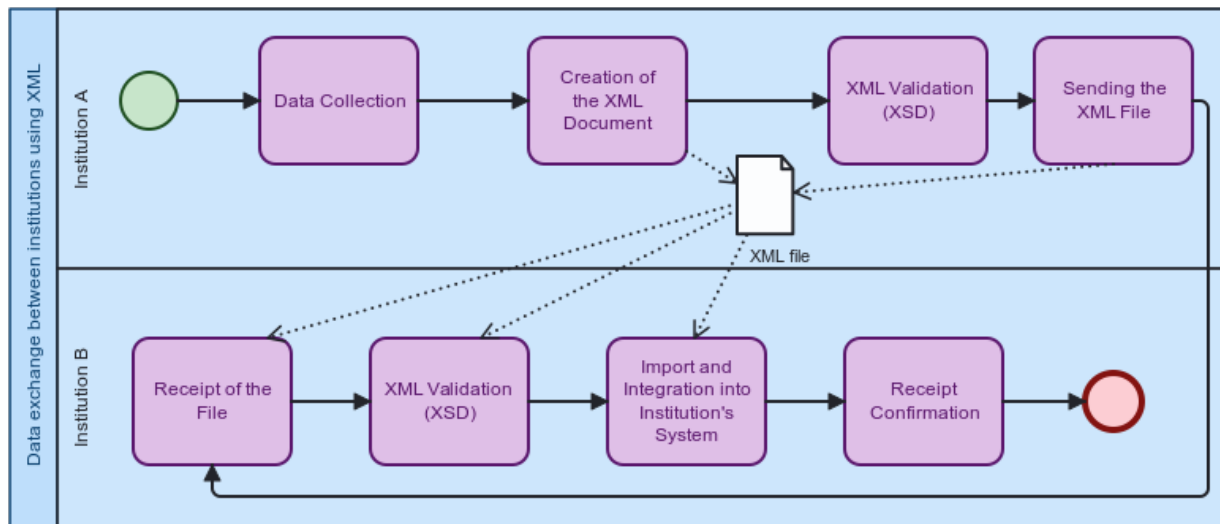 Data exchange between institutions using XML
Institution A
Data Collection
Creation of
the XML
Document
XML Validation
(XSD)
Sending the
XML File
XML file
Institution B
Receipt of the
File
XML Validation
(XSD)
Import and
Integration into
Institution's
System
Receipt
Confirmation